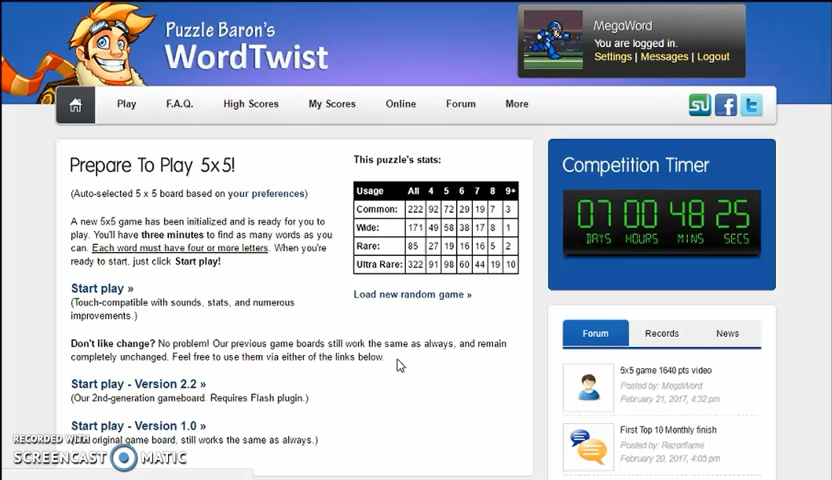 Puzzle Baron's
WordTwist
MegaWord
You are logged in.
Settings | Messages | Logout
Play F.A.Q. High Scores My Scores Online Forum More
Prepare To Play 5x5!
(Auto-selected 5 x 5 board based on your preferences)
A new 5x5 game has been initialized and is ready for you to
play. You'll have three minutes to find as many words as you
can. Each word must have four or more letters. When you're
ready to start, just click Start play!
Start play »
(Touch-compatible with sounds, stats, and numerous
improvements.)
This puzzle's stats:
Usage All 4 5 6 7 8 9+
Common: 222 92 72 29 19 7 3
Wide: 171 49 58 38 17 8 1
Rare: 85 27 19 16 16 5 2
Ultra Rare: 322 91 98 60 44 19 10
Load new random game »
Don't like change? No problem! Our previous game boards still work the same as always, and remain
completely unchanged. Feel free to use them via either of the links below.
Start play - Version 2.2 »
(Our 2nd-generation gameboard. Requires Flash plugin.)
Start play - Version 1.0 »
original game board, still works the same as always.)
RECORDED WITH
SCREENCAST MATIC
Competition Timer
07 00 48 25
DAYS HOURS MINS SECS
Forum Records News
5x5 game 1640 pts video
Posted by: MegaWord
February 21, 2017, 4:32 pm
First Top 10 Monthly finish
Posted by: Razorflame
February 20, 2017, 4:05 pm